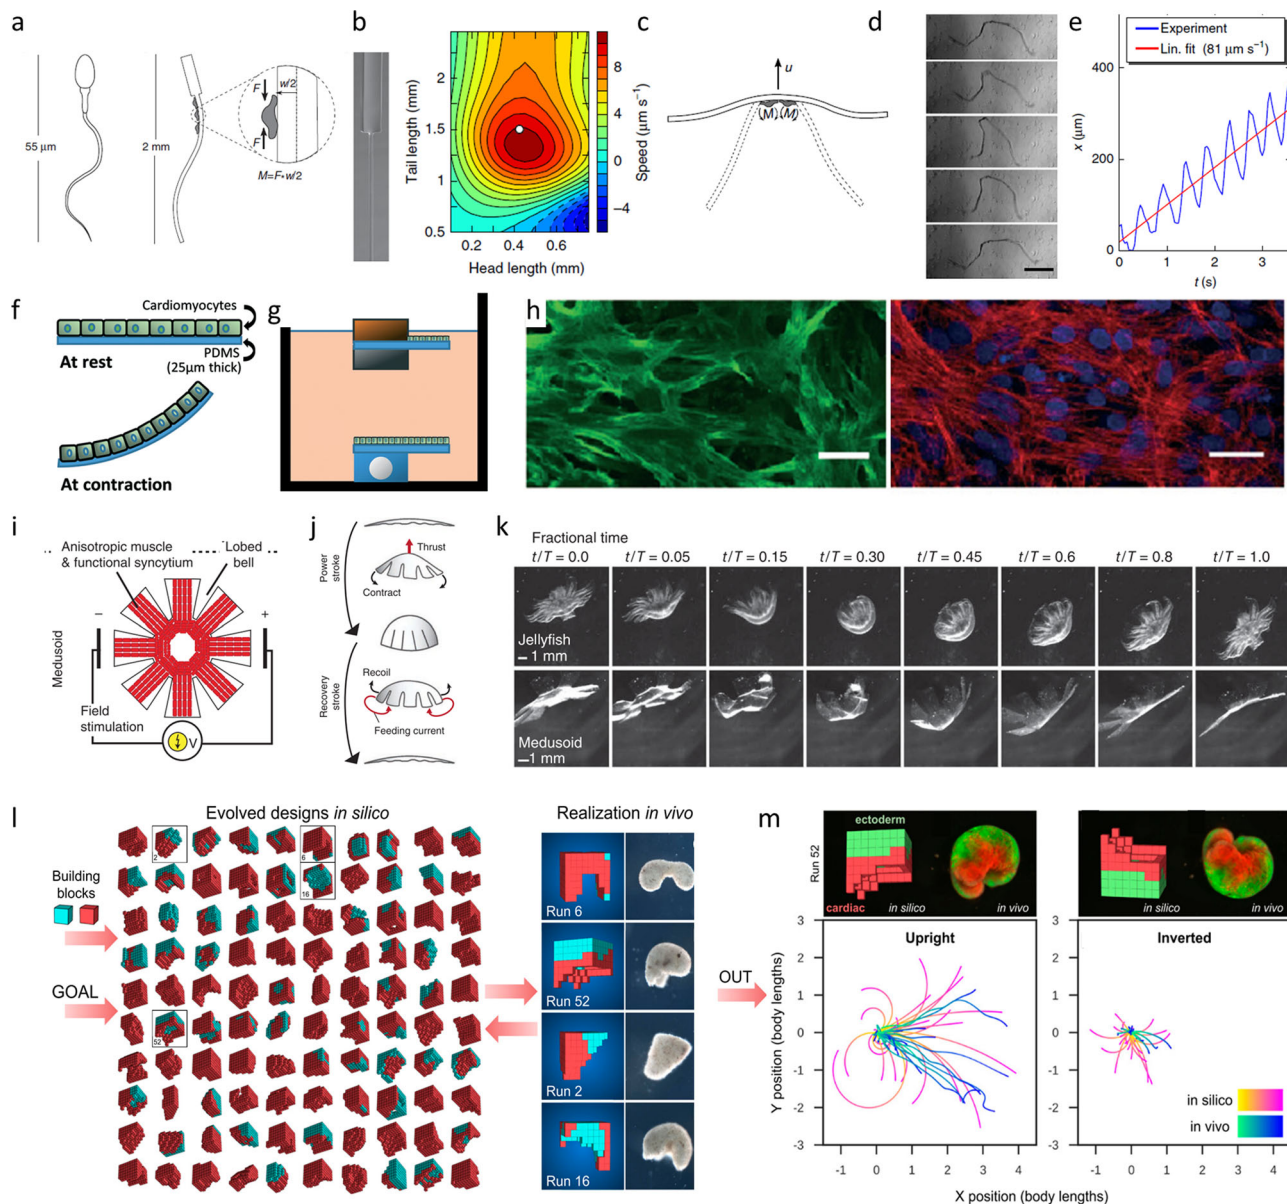 a
55 μm
2 mm
F
w/2
F
M=F*w/2
b
Tail length (mm)
2
1.5
1
0.5
0.2 0.4 0.6
Head length (mm)
8
4
0
−4
Speed (μm s⁻¹)
c
u
(M) (M)
d
e
Experiment
Lin. fit (81 μm s⁻¹)
400
200
0
x (μm)
0 1 2 3
t (s)
f
Cardiomyocytes
At rest
PDMS
(25μm thick)
At contraction
g
h
i
Anisotropic muscle
& functional syncytium
Lobed
bell
Medusoid
−
+
Field
stimulation
V
j
Power
stroke
Thrust
Contract
Recovery
stroke
Recoil
Feeding current
k
Fractional time
t/T = 0.0 t/T = 0.05 t/T = 0.15 t/T = 0.30 t/T = 0.45 t/T = 0.6 t/T = 0.8 t/T = 1.0
Jellyfish
1 mm
Medusoid
1 mm
l
Evolved designs in silico
Realization in vivo
Building
blocks
GOAL
2
6
16
52
Run 6
Run 52
Run 2
Run 16
OUT
m
Run 52
ectoderm
cardiac
in silico
in vivo
in silico
in vivo
Upright
Inverted
Y position (body lengths)
3
2
1
0
-1
-2
-3
-1 0 1 2 3 4
3
2
1
0
-1
-2
-3
-1 0 1 2 3 4
in silico
in vivo
X position (body lengths)